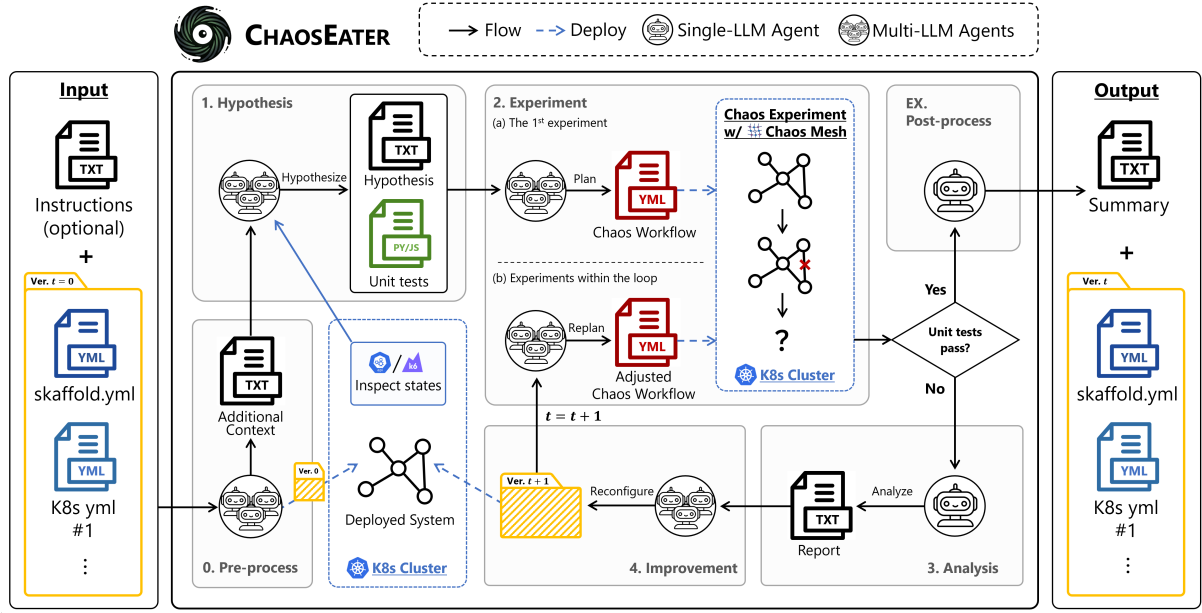 CHAOSEATER
Flow
Deploy
Single-LLM Agent
Multi-LLM Agents
Input
TXT
Instructions
(optional)
+
Ver. t = 0
YML
skaffold.yml
YML
K8s yml
#1
⋮
1. Hypothesis
Hypothesize
TXT
Hypothesis
PY/JS
Unit tests
TXT
Additional
Context
0. Pre-process
Ver. 0
k6
Inspect states
Deployed System
K8s Cluster
2. Experiment
(a) The 1st experiment
Plan
YML
Chaos Workflow
(b) Experiments within the loop
Replan
YML
Adjusted
Chaos Workflow
Chaos Experiment
w/ Chaos Mesh
?
K8s Cluster
t = t + 1
EX.
Post-process
Yes
Unit tests
pass?
No
Ver. t + 1
Reconfigure
4. Improvement
Analyze
TXT
Report
3. Analysis
Output
TXT
Summary
+
Ver. t
YML
skaffold.yml
YML
K8s yml
#1
⋮